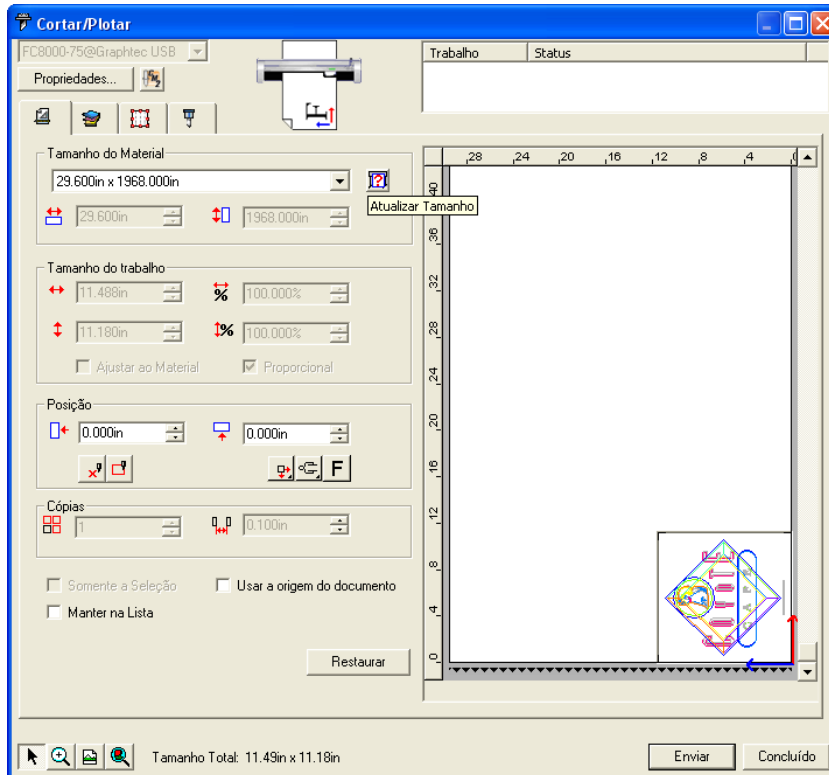 Cortar/Plotar
FC8000-75@Graphtec USB
Trabalho Status
Propriedades...
Tamanho do Material
29.600in x 1968.000in
Atualizar Tamanho
29.600in 1968.000in
Tamanho do trabalho
11.488in % 100.000%
11.180in % 100.000%
Ajustar ao Material Proporcional
Posição
0.000in 0.000in
F
Cópias
1 0.100in
Somente a Seleção Usar a origem do documento
Manter na Lista
Restaurar
28 24 20 16 12 8 4 0
40
36
32
28
24
20
16
12
8
4
0
Tamanho Total: 11.49in x 11.18in
Enviar Concluído